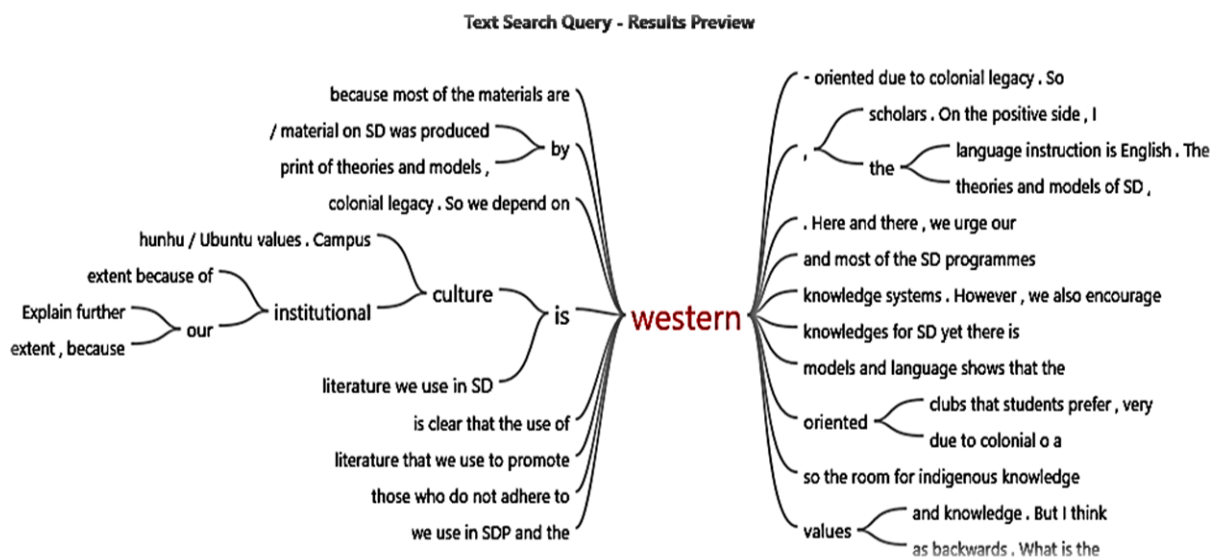 Text Search Query - Results Preview
because most of the materials are
/ material on SD was produced
print of theories and models ,
by
colonial legacy . So we depend on
hunhu / Ubuntu values . Campus
extent because of
Explain further
extent , because
our
institutional
culture
literature we use in SD
is
is clear that the use of
literature that we use to promote
those who do not adhere to
we use in SDP and the
western
- oriented due to colonial legacy . So
,
scholars . On the positive side , I
the
language instruction is English . The
theories and models of SD ,
. Here and there , we urge our
and most of the SD programmes
knowledge systems . However , we also encourage
knowledges for SD yet there is
models and language shows that the
oriented
clubs that students prefer , very
due to colonial o a
so the room for indigenous knowledge
values
and knowledge . But I think
as backwards . What is the